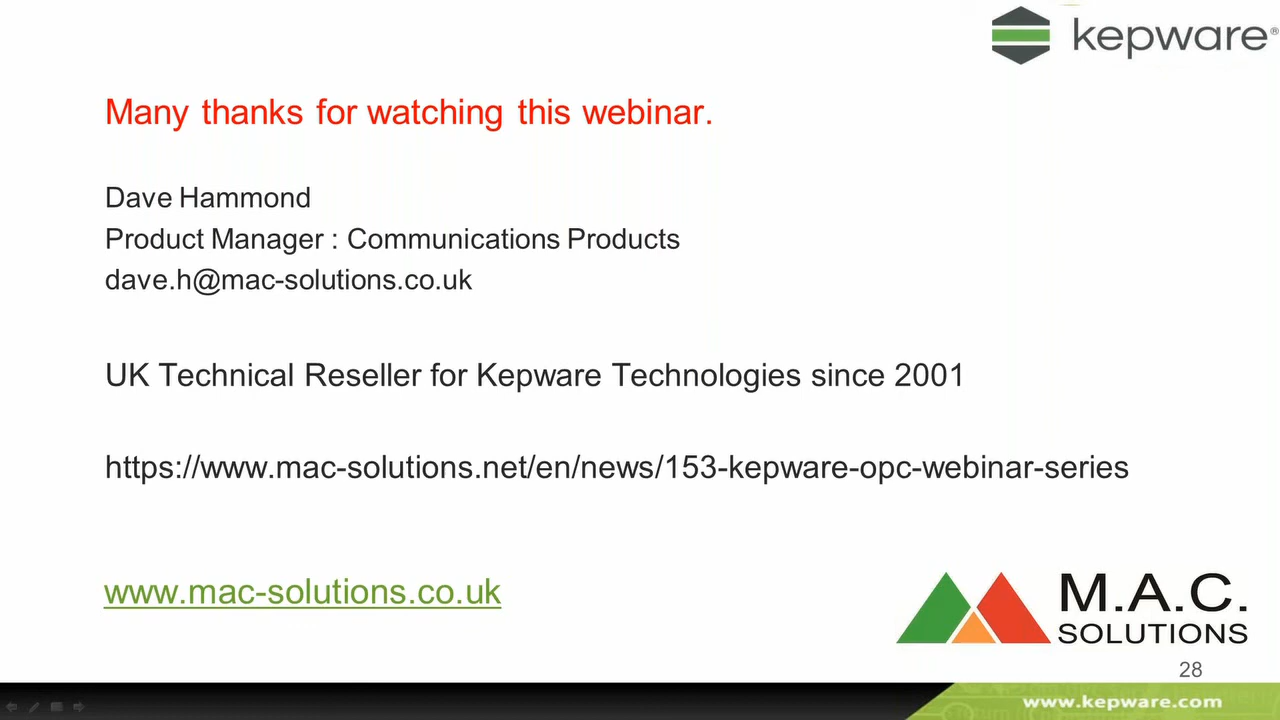 kepware®
Many thanks for watching this webinar.
Dave Hammond
Product Manager : Communications Products
dave.h@mac-solutions.co.uk
UK Technical Reseller for Kepware Technologies since 2001
https://www.mac-solutions.net/en/news/153-kepware-opc-webinar-series
www.mac-solutions.co.uk
M.A.C.
SOLUTIONS
28
www.kepware.com